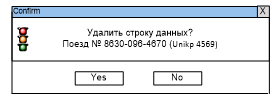 Confirm X
Удалить строку данных?
Поезд № 8630-096-4670 (Unikp 4569)
Yes No